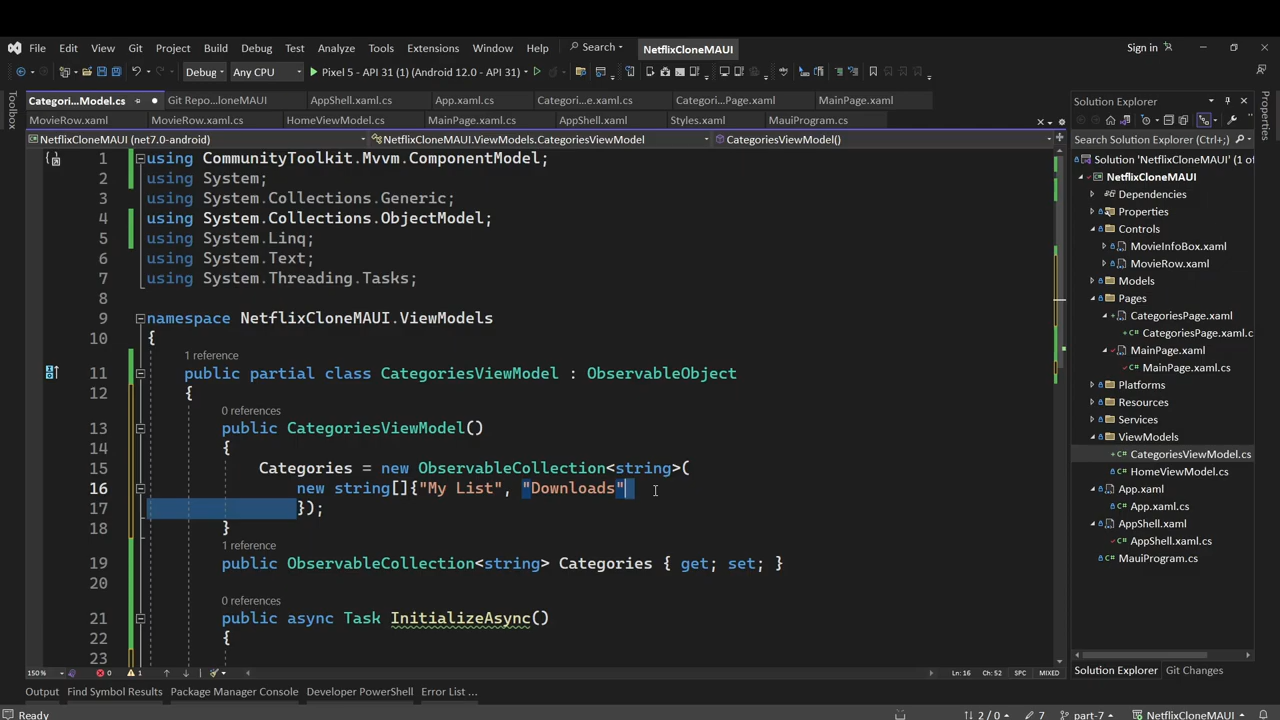 File Edit View Git Project Build Debug Test Analyze Tools Extensions Window Help Search NetflixCloneMAUI Sign in
Debug Any CPU Pixel 5 - API 31 (1) (Android 12.0 - API 31)
Categori...Model.cs Git Repo...loneMAUI AppShell.xaml.cs App.xaml.cs Categori...e.xaml.cs Categori...Page.xaml MainPage.xaml
MovieRow.xaml MovieRow.xaml.cs HomeViewModel.cs MainPage.xaml.cs AppShell.xaml Styles.xaml MauiProgram.cs
NetflixCloneMAUI (net7.0-android) NetflixCloneMAUI.ViewModels.CategoriesViewModel CategoriesViewModel()
Toolbox
1 using CommunityToolkit.Mvvm.ComponentModel;
2 using System;
3 using System.Collections.Generic;
4 using System.Collections.ObjectModel;
5 using System.Linq;
6 using System.Text;
7 using System.Threading.Tasks;
8
9 namespace NetflixCloneMAUI.ViewModels
10 {
1 reference
11 public partial class CategoriesViewModel : ObservableObject
12 {
0 references
13 public CategoriesViewModel()
14 {
15 Categories = new ObservableCollection<string>(
16 new string[]{"My List", "Downloads"
17 });
18 }
1 reference
19 public ObservableCollection<string> Categories { get; set; }
20
0 references
21 public async Task InitializeAsync()
22 {
23
150 % 0 1 Ln: 16 Ch: 52 SPC MIXED
Output Find Symbol Results Package Manager Console Developer PowerShell Error List ...
Ready 2 / 0 7 part-7 NetflixCloneMAUI
Solution Explorer
Search Solution Explorer (Ctrl+;)
Solution 'NetflixCloneMAUI' (1 of
NetflixCloneMAUI
Dependencies
Properties
Controls
MovieInfoBox.xaml
MovieRow.xaml
Models
Pages
CategoriesPage.xaml
CategoriesPage.xaml.c
MainPage.xaml
MainPage.xaml.cs
Platforms
Resources
Services
ViewModels
CategoriesViewModel.cs
HomeViewModel.cs
App.xaml
App.xaml.cs
AppShell.xaml
AppShell.xaml.cs
MauiProgram.cs
Solution Explorer Git Changes
Properties